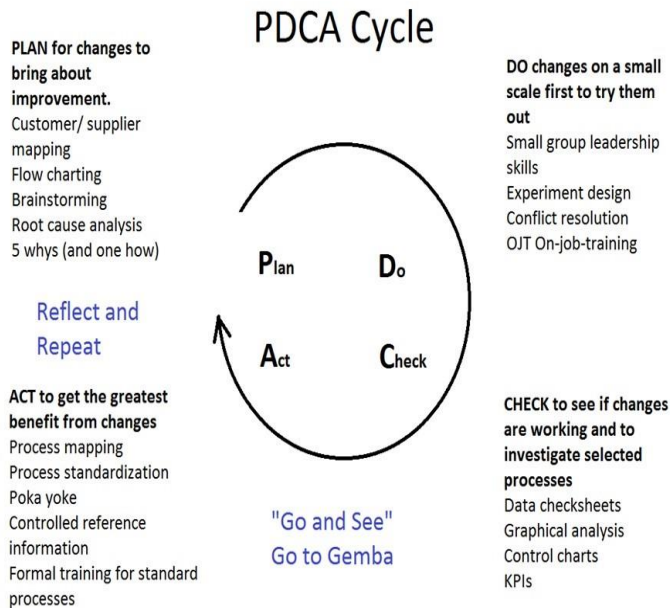 PDCA Cycle
PLAN for changes to
bring about
improvement.
Customer/ supplier
mapping
Flow charting
Brainstorming
Root cause analysis
5 whys (and one how)
DO changes on a small
scale first to try them
out
Small group leadership
skills
Experiment design
Conflict resolution
OJT On-job-training
Plan
Do
Act
Check
Reflect and
Repeat
ACT to get the greatest
benefit from changes
Process mapping
Process standardization
Poka yoke
Controlled reference
information
Formal training for standard
processes
"Go and See"
Go to Gemba
CHECK to see if changes
are working and to
investigate selected
processes
Data checksheets
Graphical analysis
Control charts
KPIs